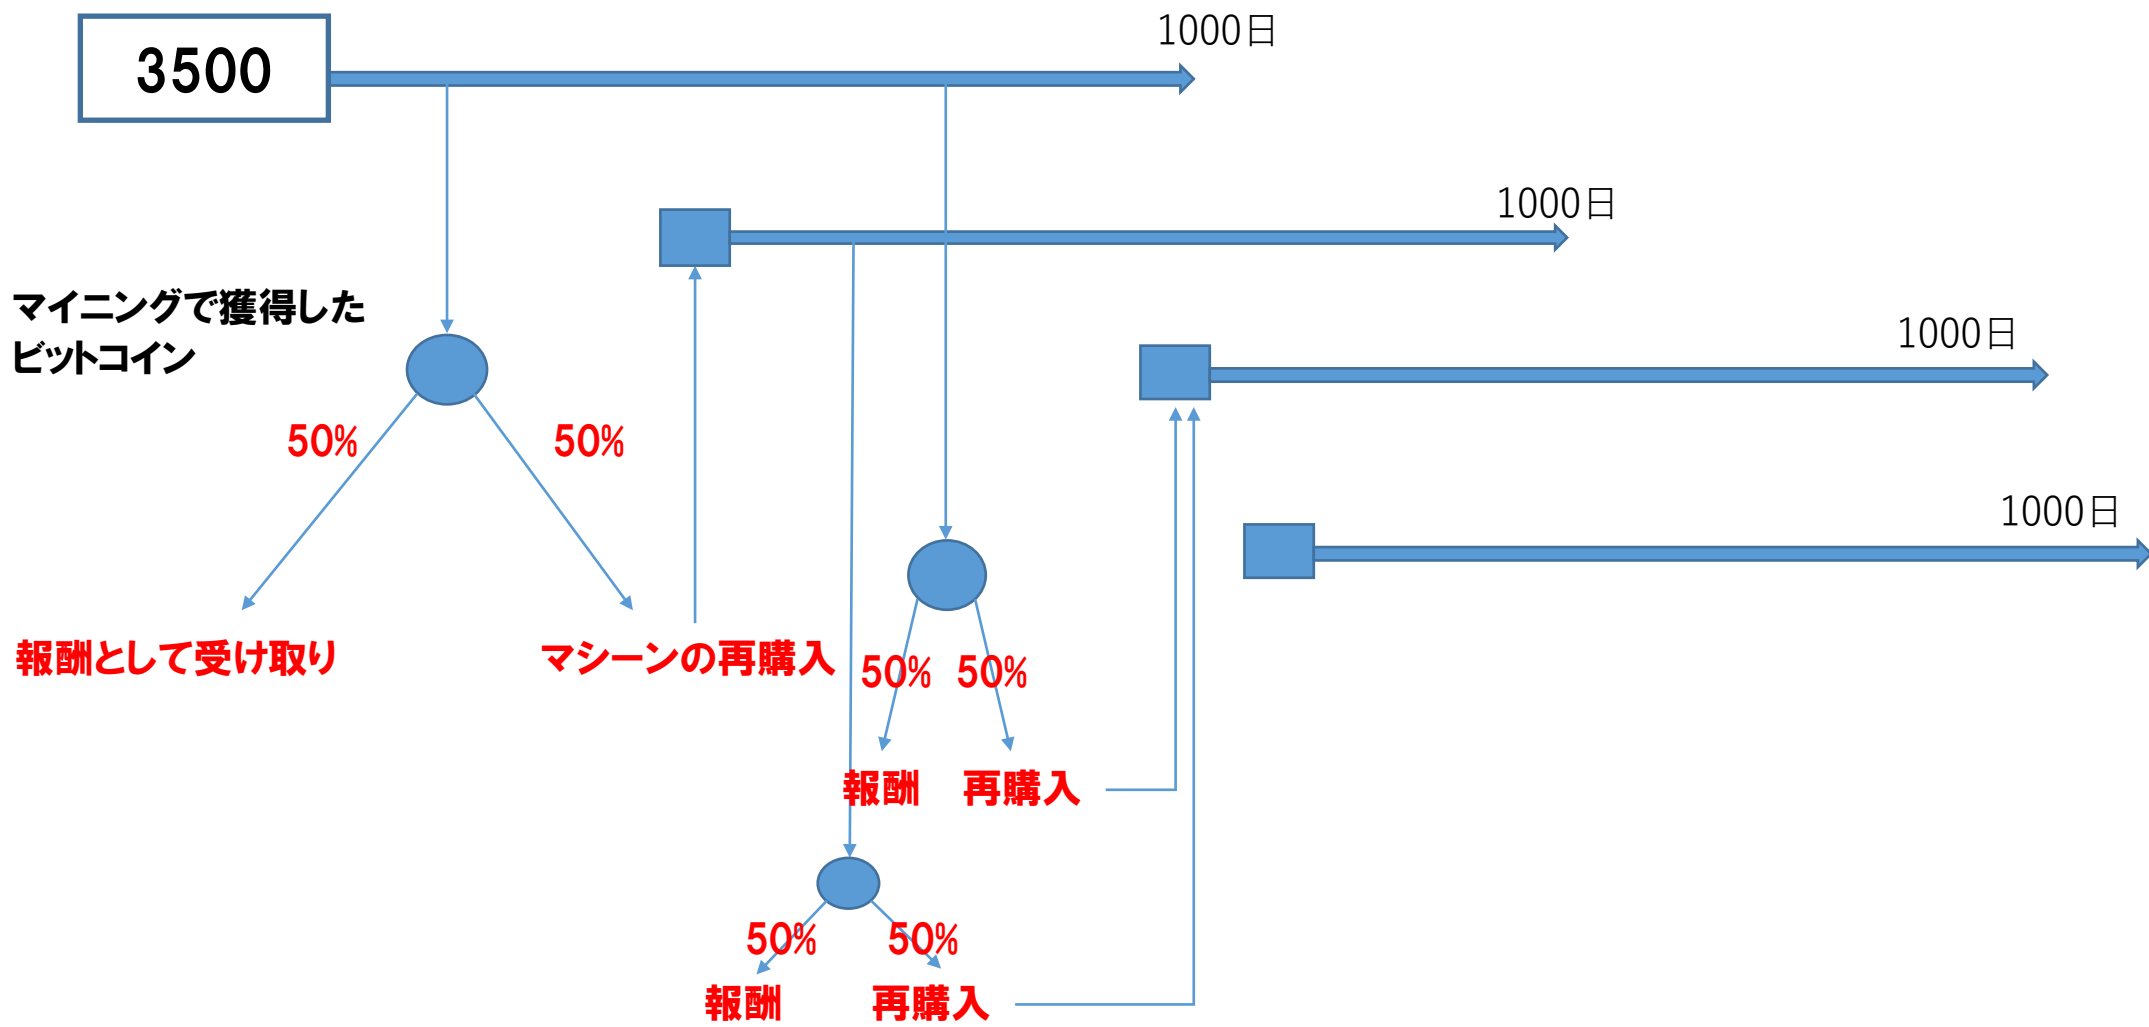 3500
1000日
1000日
マイニングで獲得した
ビットコイン
1000日
50%
50%
1000日
報酬として受け取り
マシーンの再購入
50%
50%
報酬
再購入
50%
50%
報酬
再購入